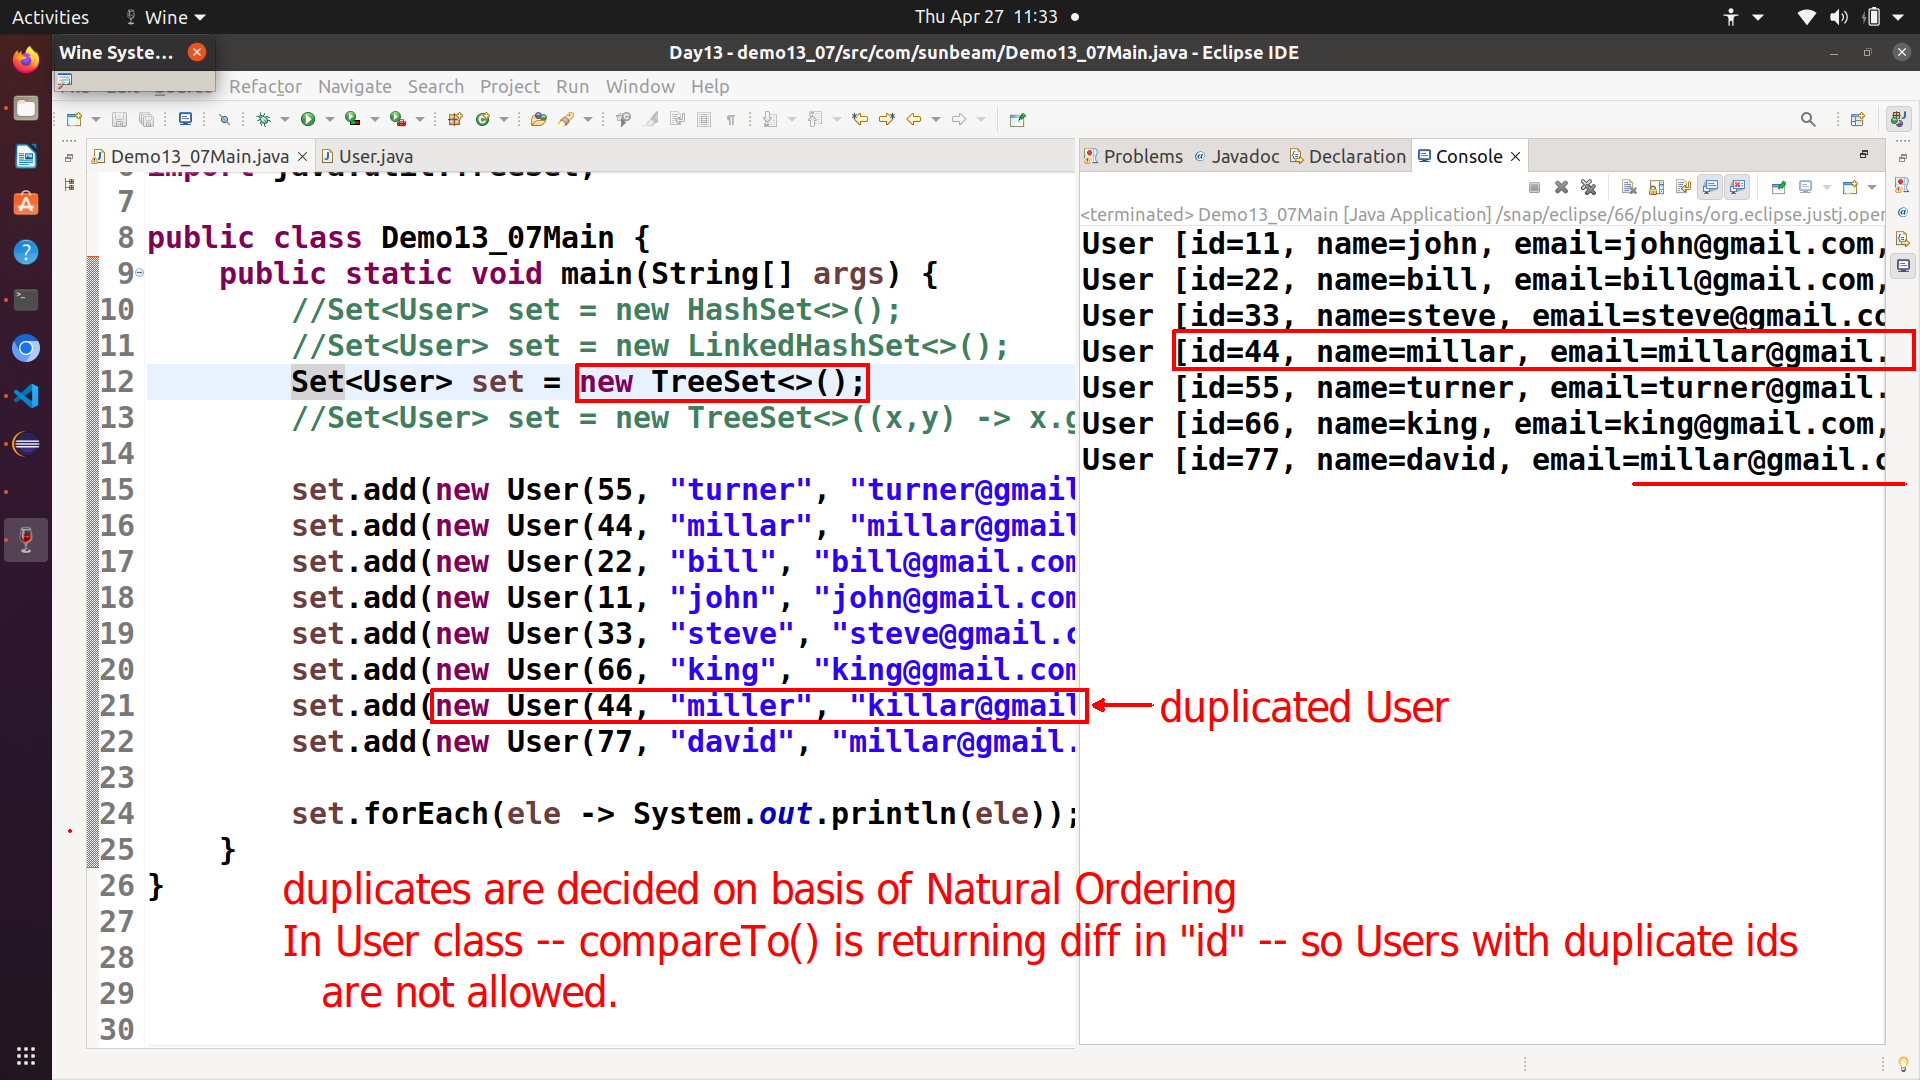 Activities
Wine
Thu Apr 27 11:33
Wine Syste...
Day13 - demo13_07/src/com/sunbeam/Demo13_07Main.java - Eclipse IDE
Refactor Navigate Search Project Run Window Help
Demo13_07Main.java
User.java
Problems
Javadoc
Declaration
Console
<terminated> Demo13_07Main [Java Application] /snap/eclipse/66/plugins/org.eclipse.justj.oper
7
8 public class Demo13_07Main {
9 public static void main(String[] args) {
10 //Set<User> set = new HashSet<>();
11 //Set<User> set = new LinkedHashSet<>();
12 Set<User> set = new TreeSet<>();
13 //Set<User> set = new TreeSet<>((x,y) -> x.g
14
15 set.add(new User(55, "turner", "turner@gmail
16 set.add(new User(44, "millar", "millar@gmail
17 set.add(new User(22, "bill", "bill@gmail.com
18 set.add(new User(11, "john", "john@gmail.com
19 set.add(new User(33, "steve", "steve@gmail.c
20 set.add(new User(66, "king", "king@gmail.com
21 set.add(new User(44, "miller", "killar@gmail
22 set.add(new User(77, "david", "millar@gmail.
23
24 set.forEach(ele -> System.out.println(ele));
25 }
26 }
27
28
29
30
User [id=11, name=john, email=john@gmail.com,
User [id=22, name=bill, email=bill@gmail.com,
User [id=33, name=steve, email=steve@gmail.co
User [id=44, name=millar, email=millar@gmail.
User [id=55, name=turner, email=turner@gmail.
User [id=66, name=king, email=king@gmail.com,
User [id=77, name=david, email=millar@gmail.c
duplicated User
duplicates are decided on basis of Natural Ordering
In User class -- compareTo() is returning diff in "id" -- so Users with duplicate ids
are not allowed.